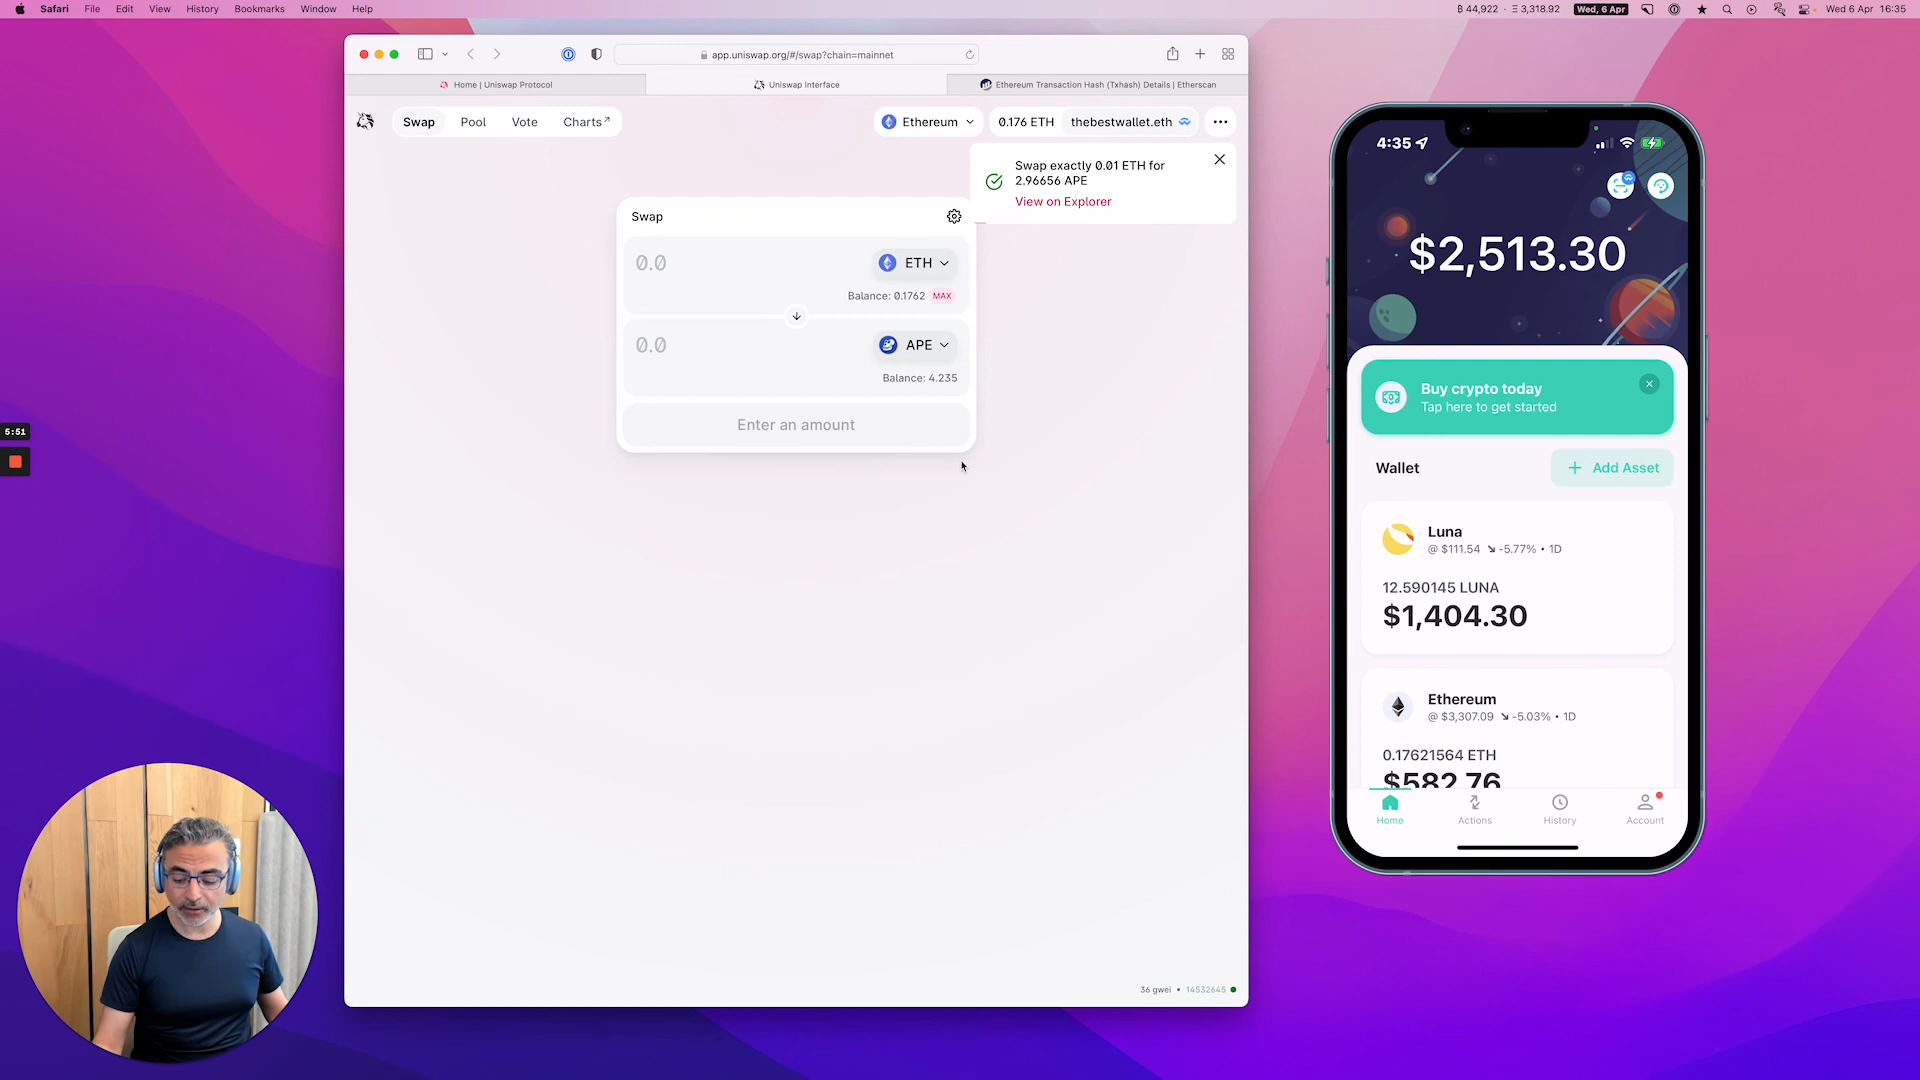 Safari File Edit View History Bookmarks Window Help
₿ 44,922 · Ξ 3,318.92 Wed, 6 Apr Wed 6 Apr 16:35
app.uniswap.org/#/swap?chain=mainnet
Home | Uniswap Protocol
Uniswap Interface
Ethereum Transaction Hash (Txhash) Details | Etherscan
Swap Pool Vote Charts↗
Ethereum 0.176 ETH thebestwallet.eth
Swap exactly 0.01 ETH for
2.96656 APE
View on Explorer
Swap
0.0 ETH
Balance: 0.1762 MAX
0.0 APE
Balance: 4.235
Enter an amount
36 gwei • 14532645
5:51
4:35
$2,513.30
Buy crypto today
Tap here to get started
Wallet + Add Asset
Luna
@ $111.54 ↘ -5.77% • 1D
12.590145 LUNA
$1,404.30
Ethereum
@ $3,307.09 ↘ -5.03% • 1D
0.17621564 ETH
$582.76
Home Actions History Account